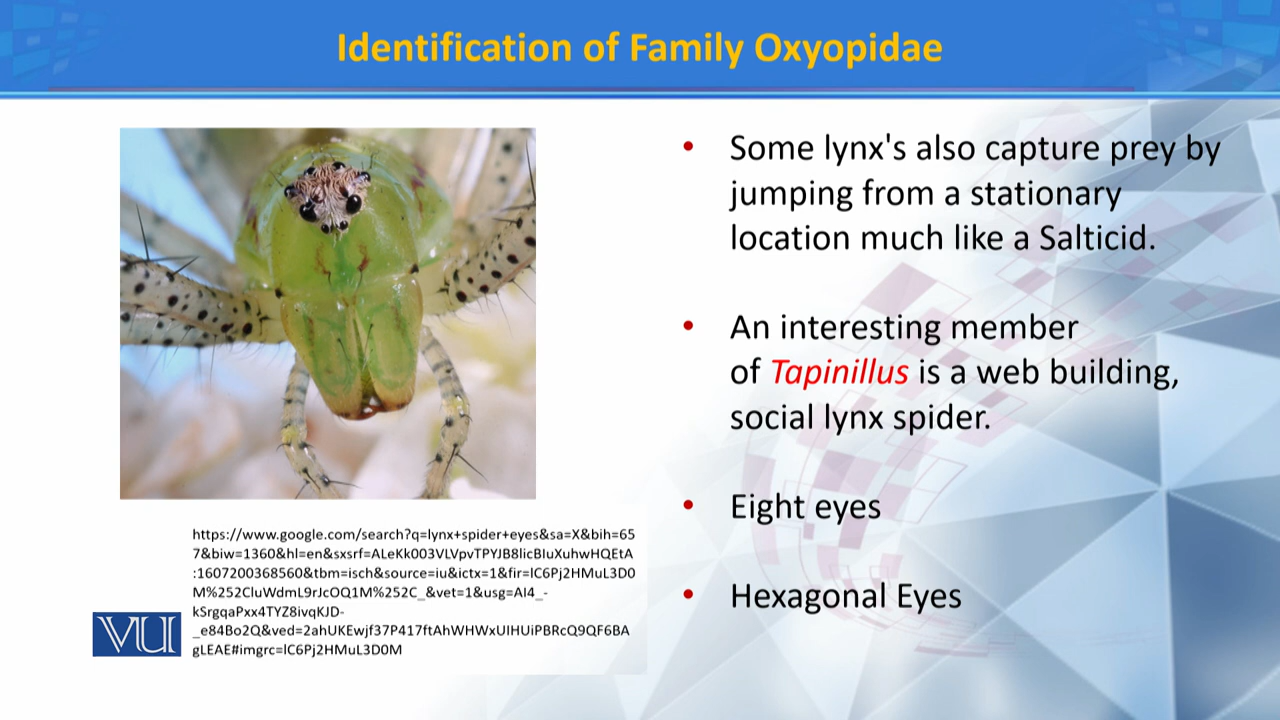 Identification of Family Oxyopidae
• Some lynx's also capture prey by
jumping from a stationary
location much like a Salticid.
• An interesting member
of Tapinillus is a web building,
social lynx spider.
• Eight eyes
• Hexagonal Eyes
https://www.google.com/search?q=lynx+spider+eyes&sa=X&bih=65
7&biw=1360&hl=en&sxsrf=ALeKk003VLVpvTPYJB8licBIuXuhwHQEtA
:1607200368560&tbm=isch&source=iu&ictx=1&fir=lC6Pj2HMuL3D0
M%252CluWdmL9rJcOQ1M%252C_&vet=1&usg=AI4_-
kSrgqaPxx4TYZ8ivqKJD-
_e84Bo2Q&ved=2ahUKEwjf37P417ftAhWHWxUIHUiPBRcQ9QF6BA
gLEAE#imgrc=lC6Pj2HMuL3D0M
VU